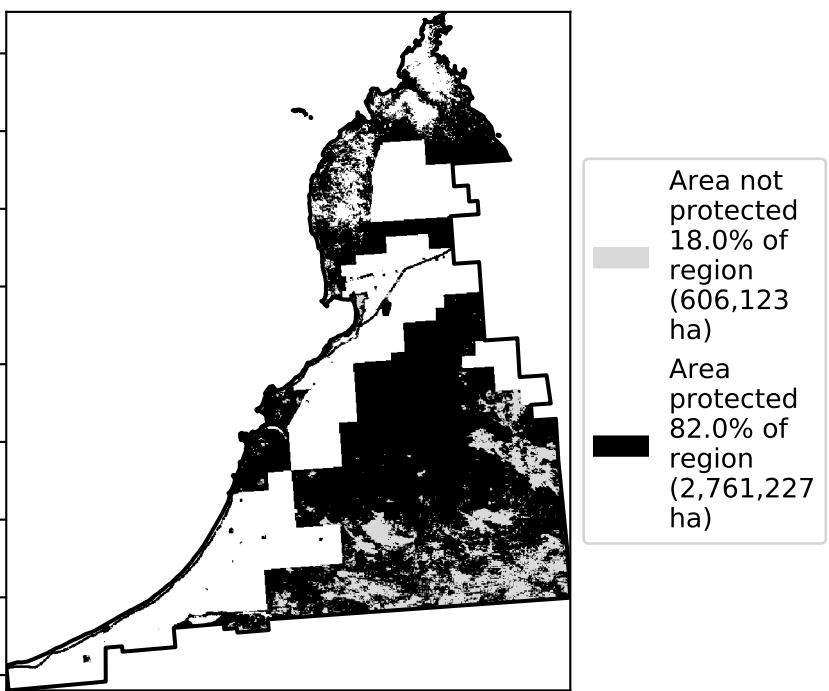 Area not
protected
18.0% of
region
(606,123
ha)
Area
protected
82.0% of
region
(2,761,227
ha)